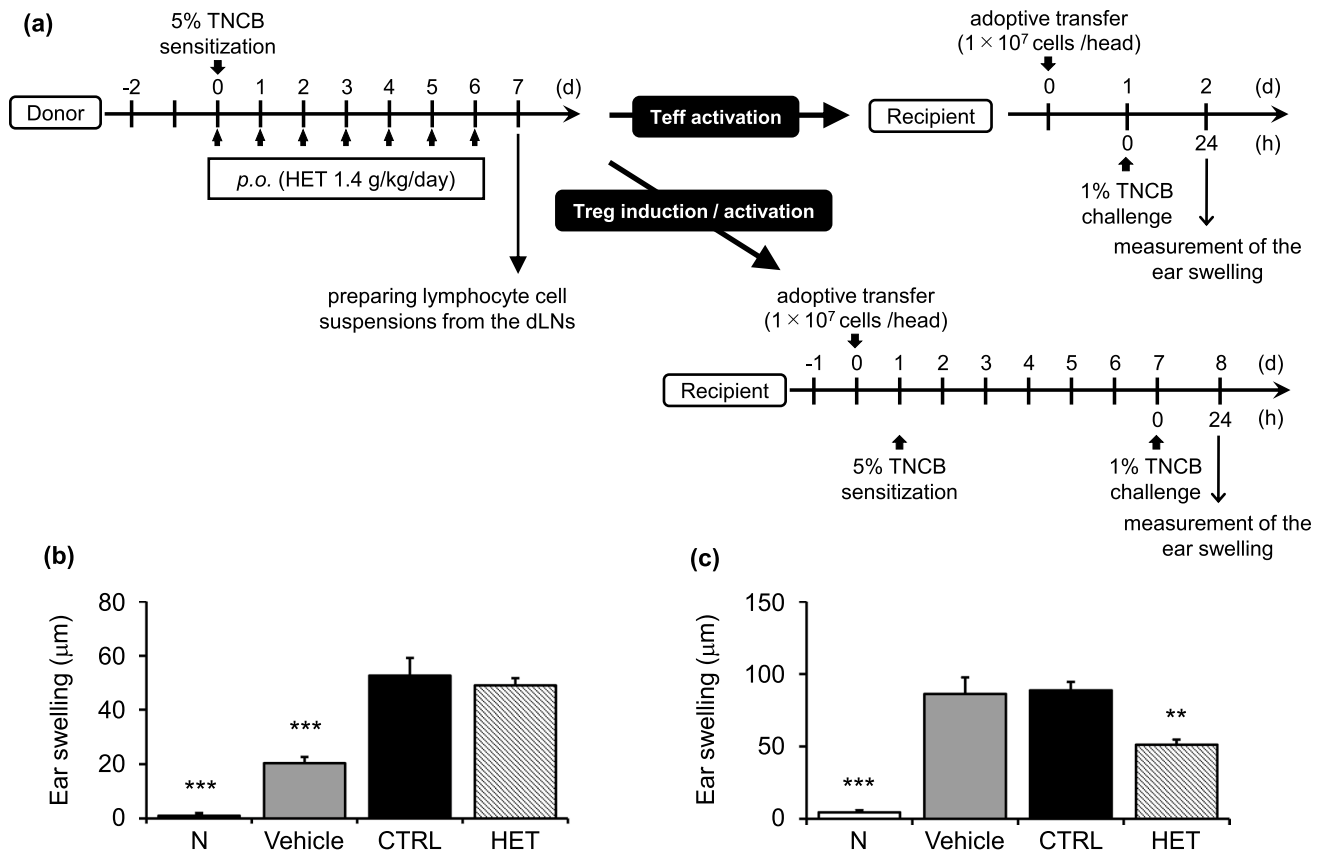 (a)
5% TNCB
sensitization
Donor
-2 0 1 2 3 4 5 6 7 (d)
p.o. (HET 1.4 g/kg/day)
preparing lymphocyte cell
suspensions from the dLNs
Teff activation
Treg induction / activation
adoptive transfer
(1×10⁷ cells /head)
Recipient
0 1 2 (d)
0 24 (h)
1% TNCB
challenge
measurement of the
ear swelling
adoptive transfer
(1×10⁷ cells /head)
Recipient
-1 0 1 2 3 4 5 6 7 8 (d)
0 24 (h)
5% TNCB
sensitization
1% TNCB
challenge
measurement of the
ear swelling
(b)
Ear swelling (μm)
80
60
40
20
0
***
***
N Vehicle CTRL HET
(c)
Ear swelling (μm)
150
100
50
0
***
**
N Vehicle CTRL HET